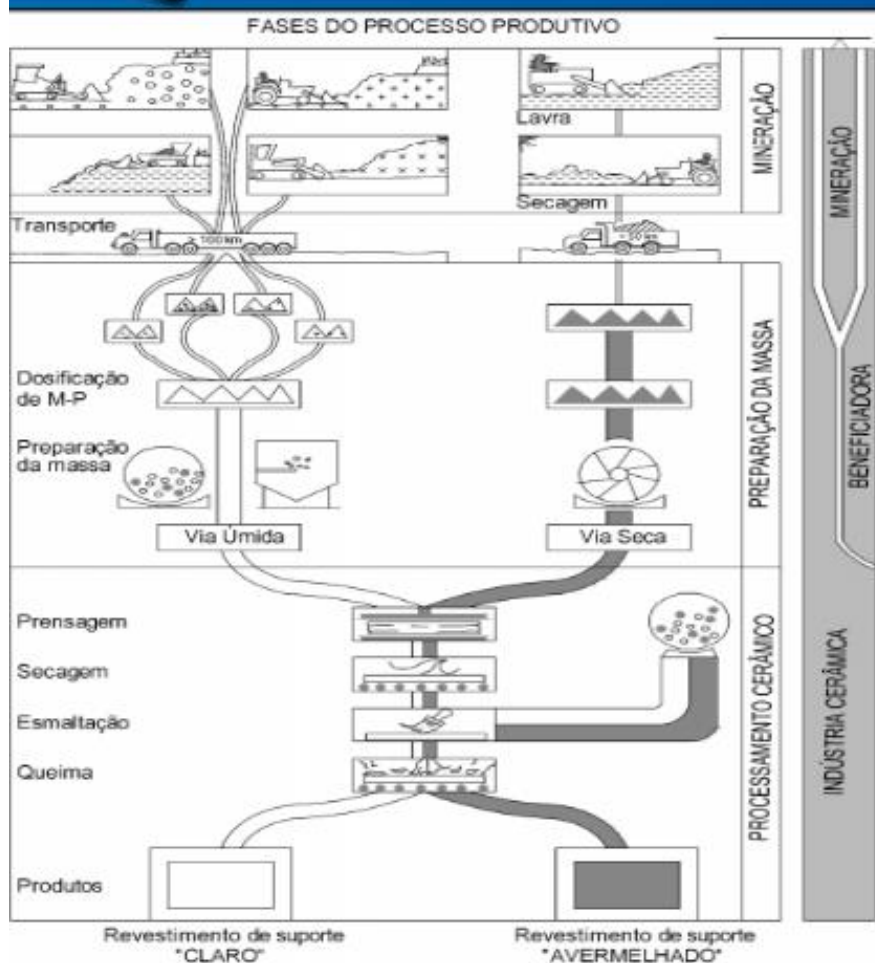 FASES DO PROCESSO PRODUTIVO
Lavra
Secagem
MINERAÇÃO
Transporte
> 100 km
Dosificação
de M-P
Preparação
da massa
Via Úmida
Via Seca
PREPARAÇÃO DA MASSA
Prensagem
Secagem
Esmaltação
Queima
Produtos
PROCESSAMENTO CERÂMICO
Revestimento de suporte
"CLARO"
Revestimento de suporte
"AVERMELHADO"
MINERAÇÃO
BENEFICIADORA
INDÚSTRIA CERÂMICA